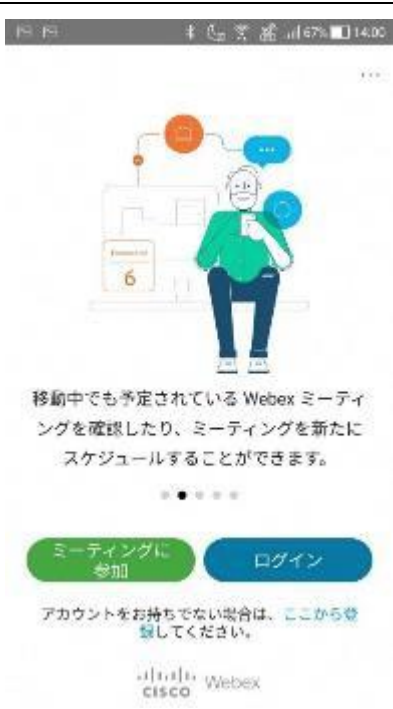 67% 14:00
6
移動中でも予定されている Webex ミーティ
ングを確認したり、ミーティングを新たに
スケジュールすることができます。
ミーティングに
参加
ログイン
アカウントをお持ちでない場合は、ここから登
録してください。
CISCO Webex